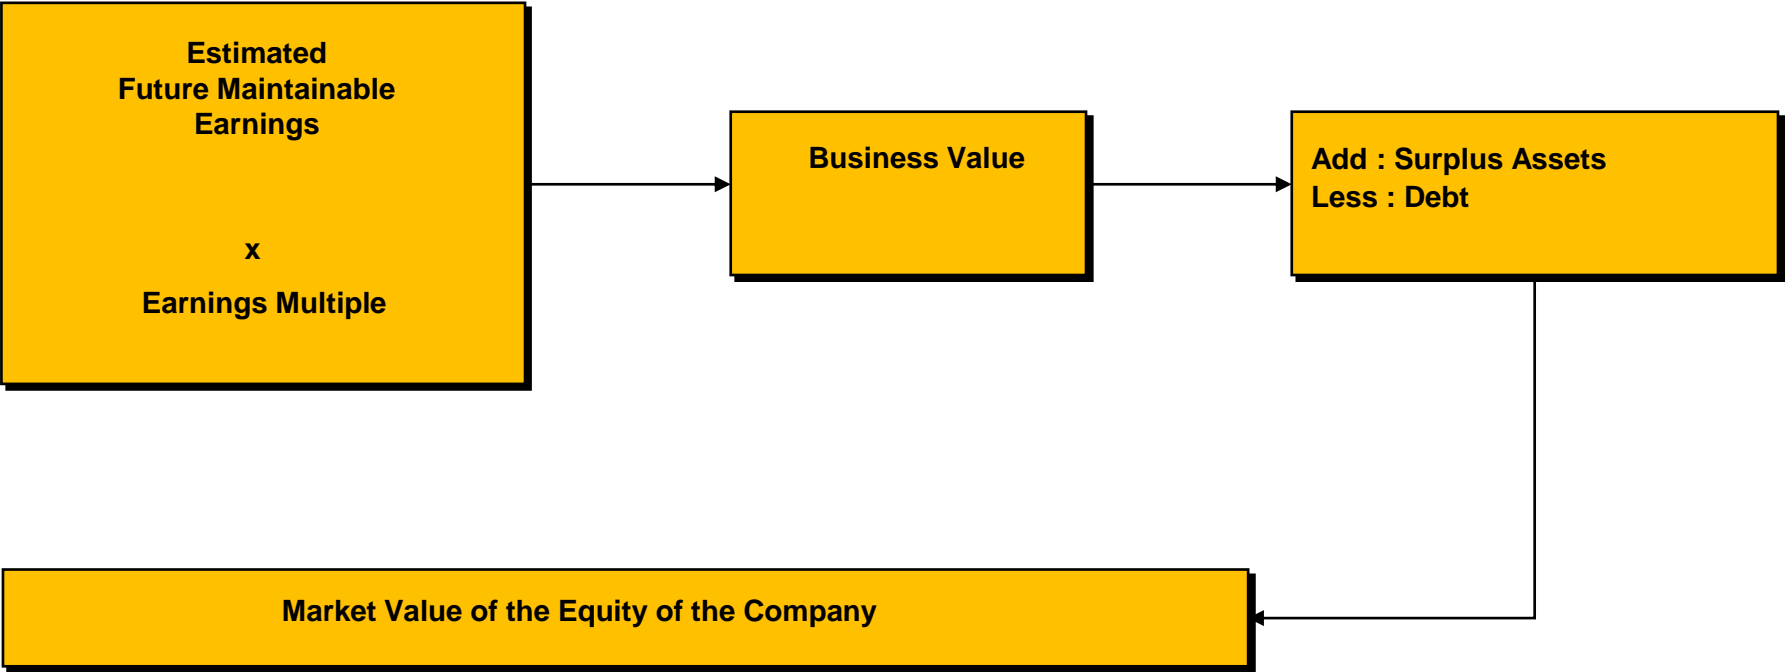 Estimated
Future Maintainable
Earnings
x
Earnings Multiple
Business Value
Add : Surplus Assets
Less : Debt
Market Value of the Equity of the Company